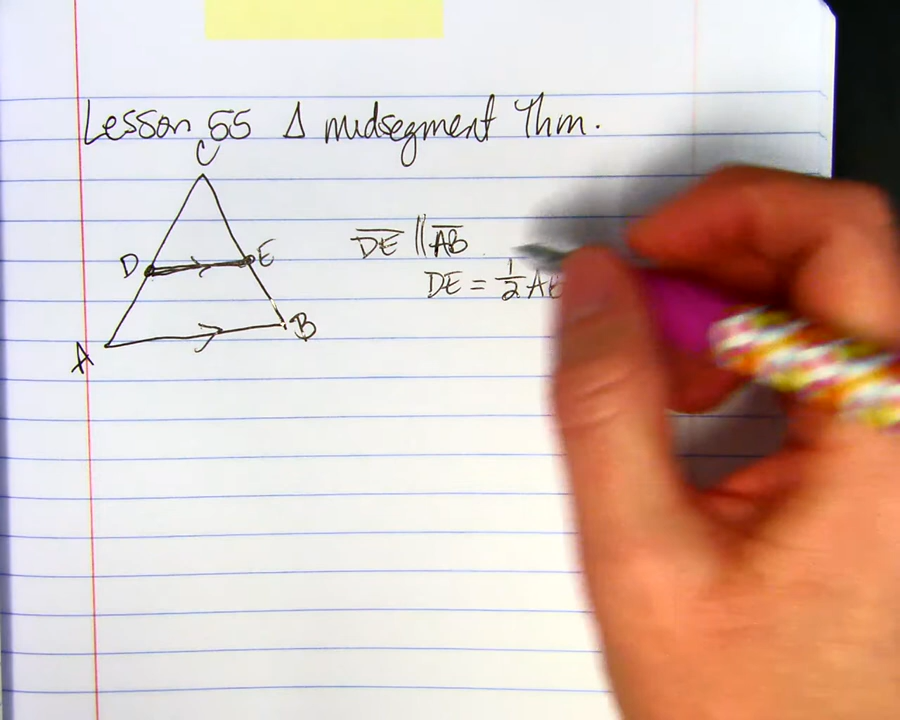 Lesson 55 Δ midsegment Thm.
C
D E
DE || AB
DE = 1/2 AB
A B